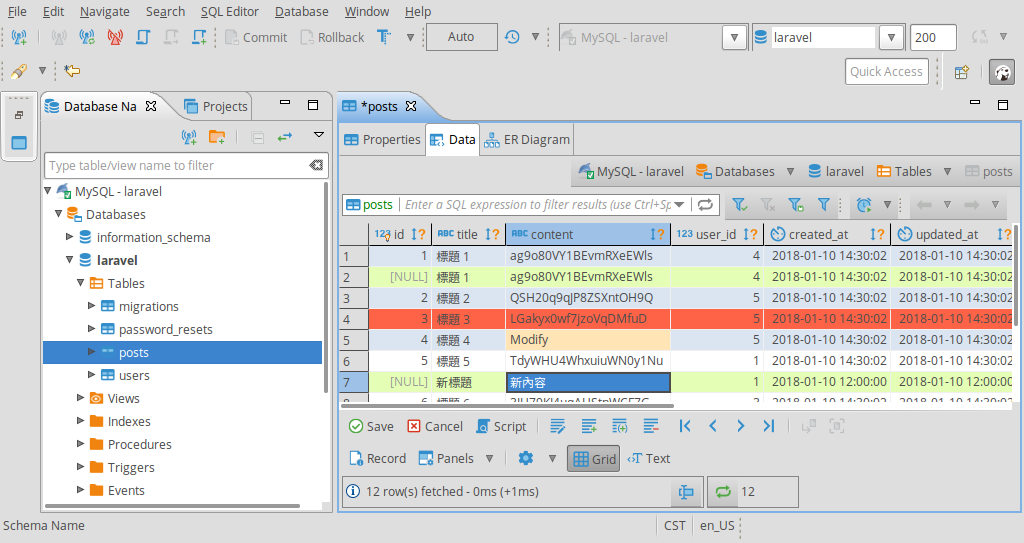 File Edit Navigate Search SQL Editor Database Window Help
Commit Rollback Auto MySQL - laravel laravel 200
Quick Access
Database Na Projects
Type table/view name to filter
MySQL - laravel
Databases
information_schema
laravel
Tables
migrations
password_resets
posts
users
Views
Indexes
Procedures
Triggers
Events
*posts
Properties Data ER Diagram
MySQL - laravel Databases laravel Tables posts
posts Enter a SQL expression to filter results (use Ctrl+Sp
123 id ABC title ABC content 123 user_id created_at updated_at
1 1 標題 1 ag9o80VY1BEvmRXeEWls 4 2018-01-10 14:30:02 2018-01-10 14:30:02
2 [NULL] 標題 1 ag9o80VY1BEvmRXeEWls 4 2018-01-10 14:30:02 2018-01-10 14:30:02
3 2 標題 2 QSH20q9qJP8ZSXntOH9Q 5 2018-01-10 14:30:02 2018-01-10 14:30:02
4 3 標題 3 LGakyx0wf7jzoVqDMfuD 5 2018-01-10 14:30:02 2018-01-10 14:30:02
5 4 標題 4 Modify 5 2018-01-10 14:30:02 2018-01-10 14:30:02
6 5 標題 5 TdyWHU4WhxuiuWN0y1Nu 1 2018-01-10 14:30:02 2018-01-10 14:30:02
7 [NULL] 新標題 新內容 1 2018-01-10 12:00:00 2018-01-10 12:00:00
Save Cancel Script
Record Panels Grid Text
12 row(s) fetched - 0ms (+1ms) 12
Schema Name CST en_US